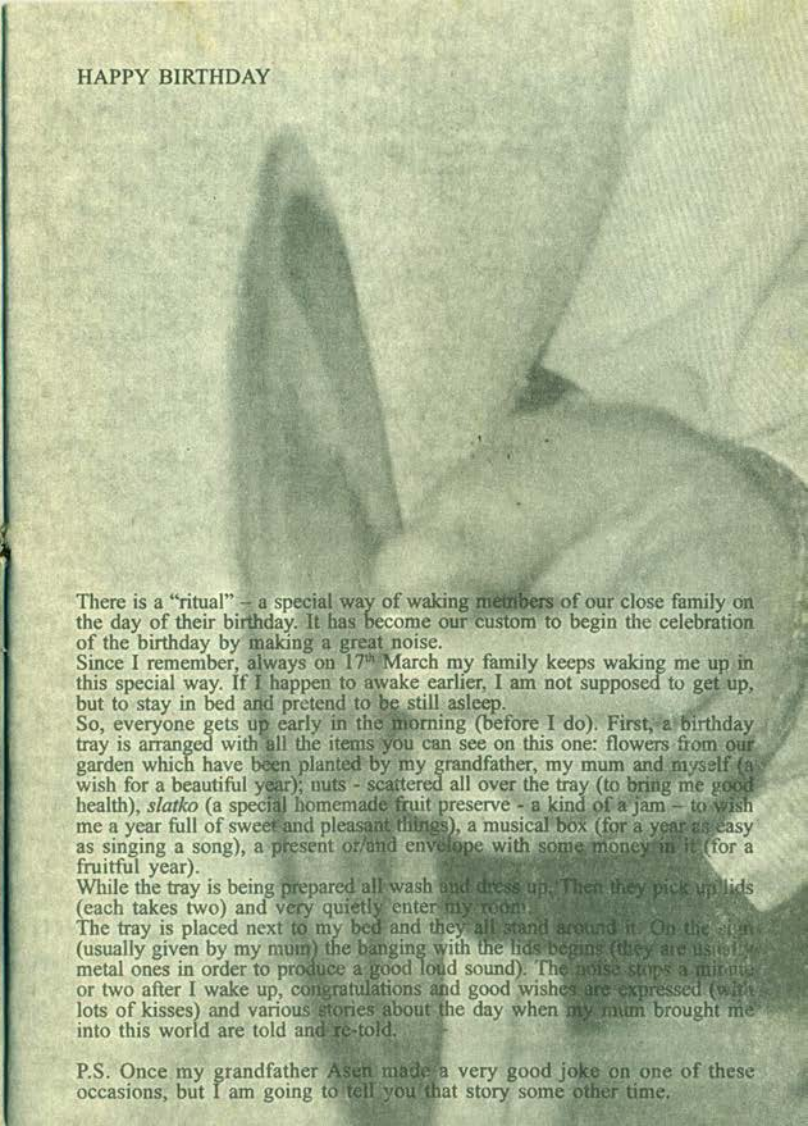 HAPPY BIRTHDAY
There is a “ritual” – a special way of waking members of our close family on
the day of their birthday. It has become our custom to begin the celebration
of the birthday by making a great noise.
Since I remember, always on 17th March my family keeps waking me up in
this special way. If I happen to awake earlier, I am not supposed to get up,
but to stay in bed and pretend to be still asleep.
So, everyone gets up early in the morning (before I do). First, a birthday
tray is arranged with all the items you can see on this one: flowers from our
garden which have been planted by my grandfather, my mum and myself (a
wish for a beautiful year); nuts - scattered all over the tray (to bring me good
health), slatko (a special homemade fruit preserve - a kind of a jam – to wish
me a year full of sweet and pleasant things), a musical box (for a year as easy
as singing a song), a present or/and envelope with some money in it (for a
fruitful year).
While the tray is being prepared all wash and dress up. Then they pick up lids
(each takes two) and very quietly enter my room.
The tray is placed next to my bed and they all stand around it. On the sign
(usually given by my mum) the banging with the lids begins (they are usually
metal ones in order to produce a good loud sound). The noise stops a minute
or two after I wake up, congratulations and good wishes are expressed (with
lots of kisses) and various stories about the day when my mum brought me
into this world are told and re-told.
P.S. Once my grandfather Asen made a very good joke on one of these
occasions, but I am going to tell you that story some other time.